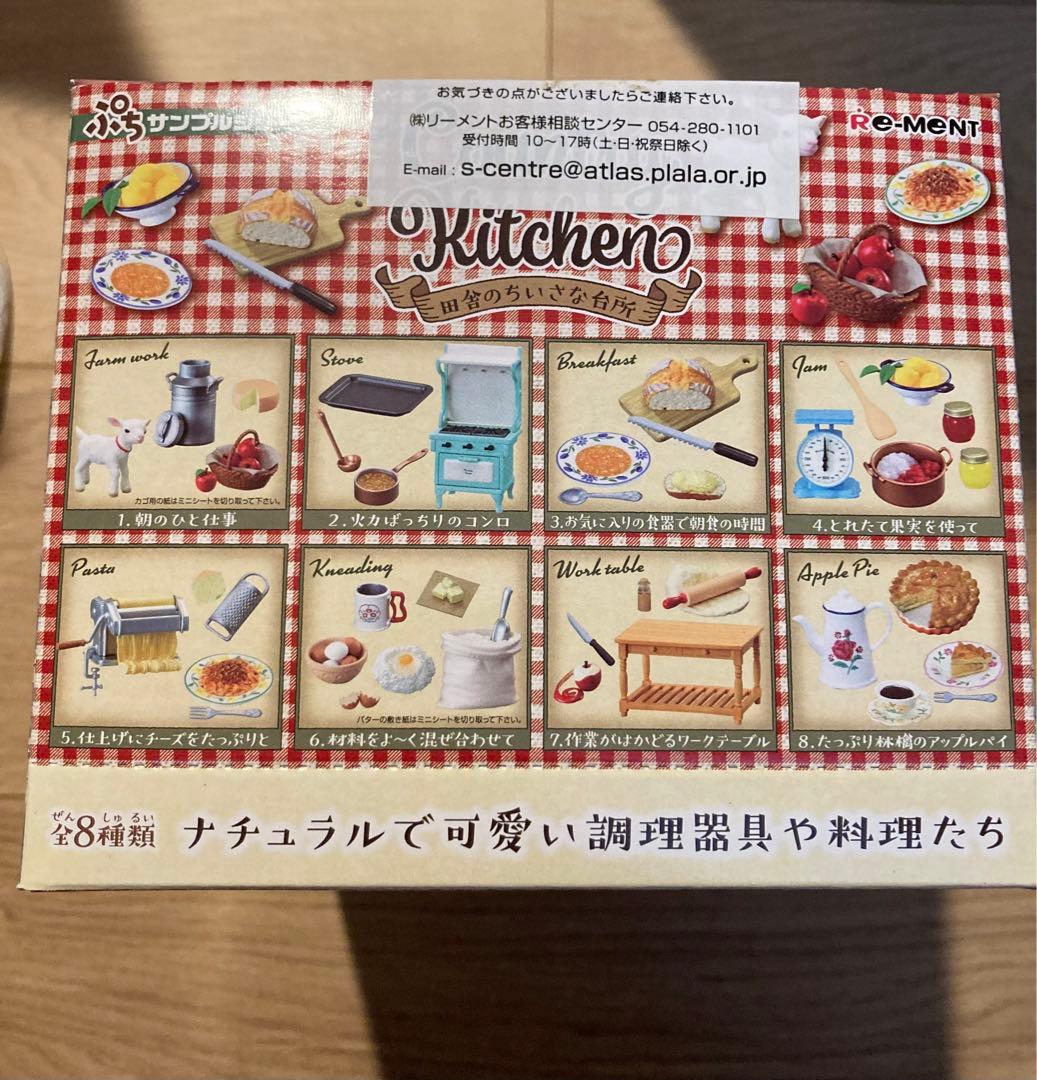 お気づきの点がございましたらご連絡下さい。
㈱リーメントお客様相談センター 054-280-1101
受付時間 10～17時(土・日・祝祭日除く)
E-mail : s-centre@atlas.plala.or.jp
ぷちサンプル
Re-MeNT
Kitchen
田舎のちいさな台所
Farm work
カゴ用の紙はミニシートを切り取って下さい。
1.朝のひと仕事
Stove
2.火力ばっちりのコンロ
Breakfast
3.お気に入りの食器で朝食の時間
Jam
4.とれたて果実を使って
Pasta
5.仕上げにチーズをたっぷりと
Kneading
バターの敷き紙はミニシートを切り取って下さい。
6.材料をよ～く混ぜ合わせて
Work table
7.作業がはかどるワークテーブル
Apple Pie
8.たっぷり林檎のアップルパイ
ぜん しゅるい
全8種類 ナチュラルで可愛い調理器具や料理たち